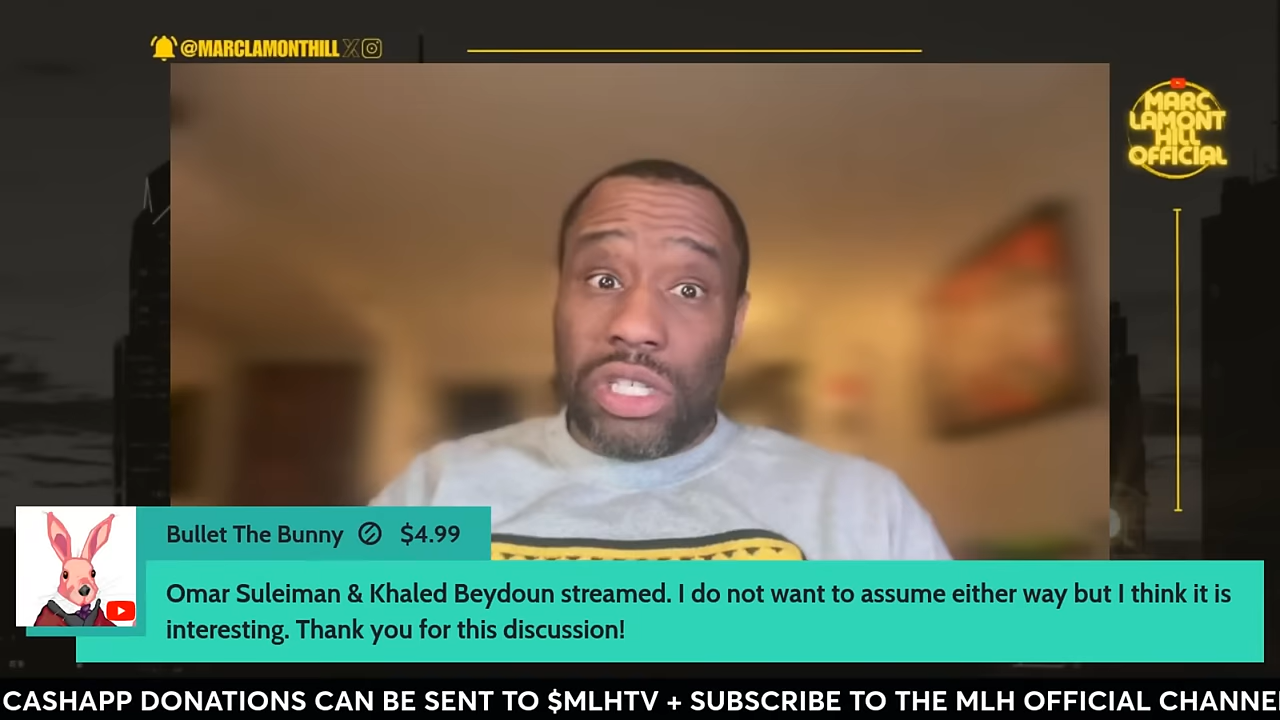 @MARCLAMONTHILL
MARC
LAMONT
HILL
OFFICIAL
Bullet The Bunny $4.99
Omar Suleiman & Khaled Beydoun streamed. I do not want to assume either way but I think it is
interesting. Thank you for this discussion!
CASHAPP DONATIONS CAN BE SENT TO $MLHTV + SUBSCRIBE TO THE MLH OFFICIAL CHANNE